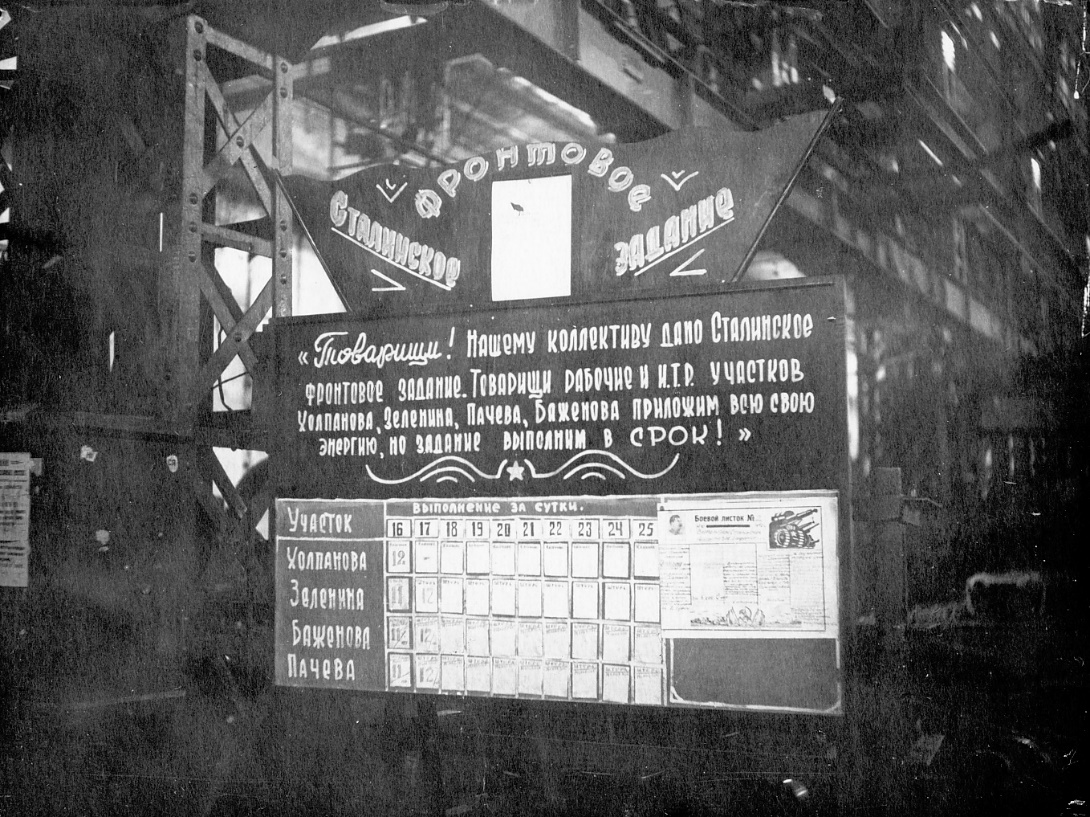 Сталинское фронтовое задание
« Товарищи! Нашему коллективу дано Сталинское
фронтовое задание. Товарищи рабочие и И.Т.Р. участков
Холпанова, Зеленина, Пачева, Баженова приложим всю свою
энергию, но задание выполним в СРОК! »
Участок
Выполнение за сутки.
16 17 18 19 20 21 22 23 24 25
Холпанова
12
Зеленина
11 12
Баженова
12
Пачева
12
Боевой листок №